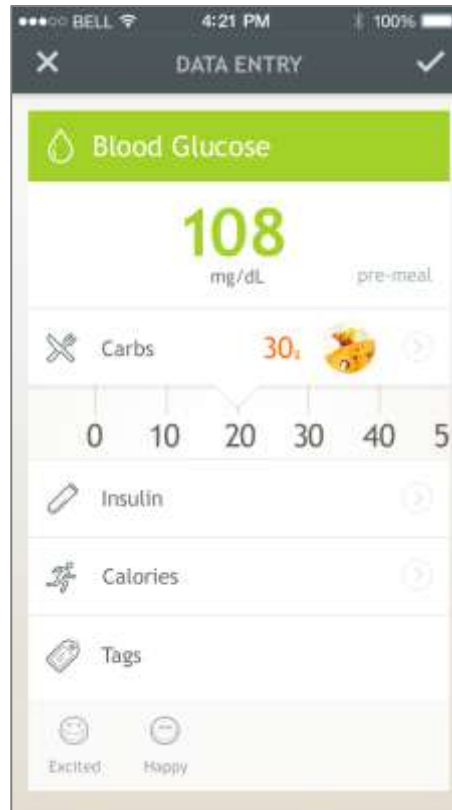 BELL 4:21 PM 100%
DATA ENTRY
Blood Glucose
108
mg/dL pre-meal
Carbs 30g
0 10 20 30 40 5
Insulin
Calories
Tags
Excited Happy